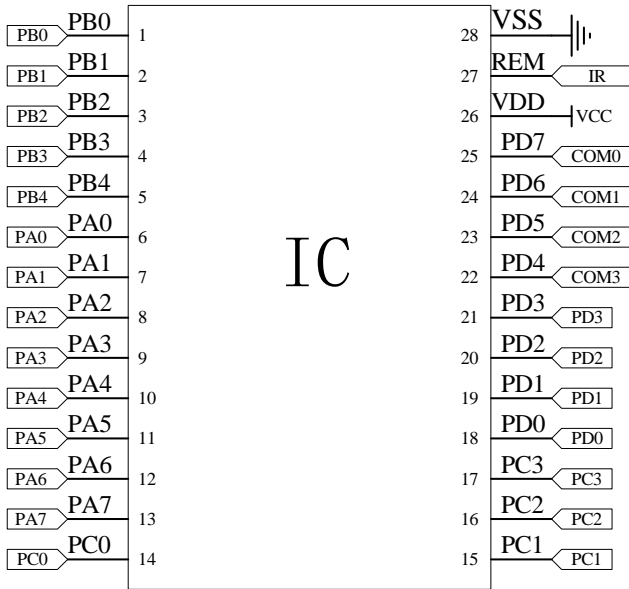 PB0 PB0 1 28 VSS
PB1 PB1 2 27 REM IR
PB2 PB2 3 26 VDD VCC
PB3 PB3 4 25 PD7 COM0
PB4 PB4 5 24 PD6 COM1
PA0 PA0 6 23 PD5 COM2
PA1 PA1 7 22 PD4 COM3
PA2 PA2 8 21 PD3 PD3
PA3 PA3 9 20 PD2 PD2
PA4 PA4 10 19 PD1 PD1
PA5 PA5 11 18 PD0 PD0
PA6 PA6 12 17 PC3 PC3
PA7 PA7 13 16 PC2 PC2
PC0 PC0 14 15 PC1 PC1
IC